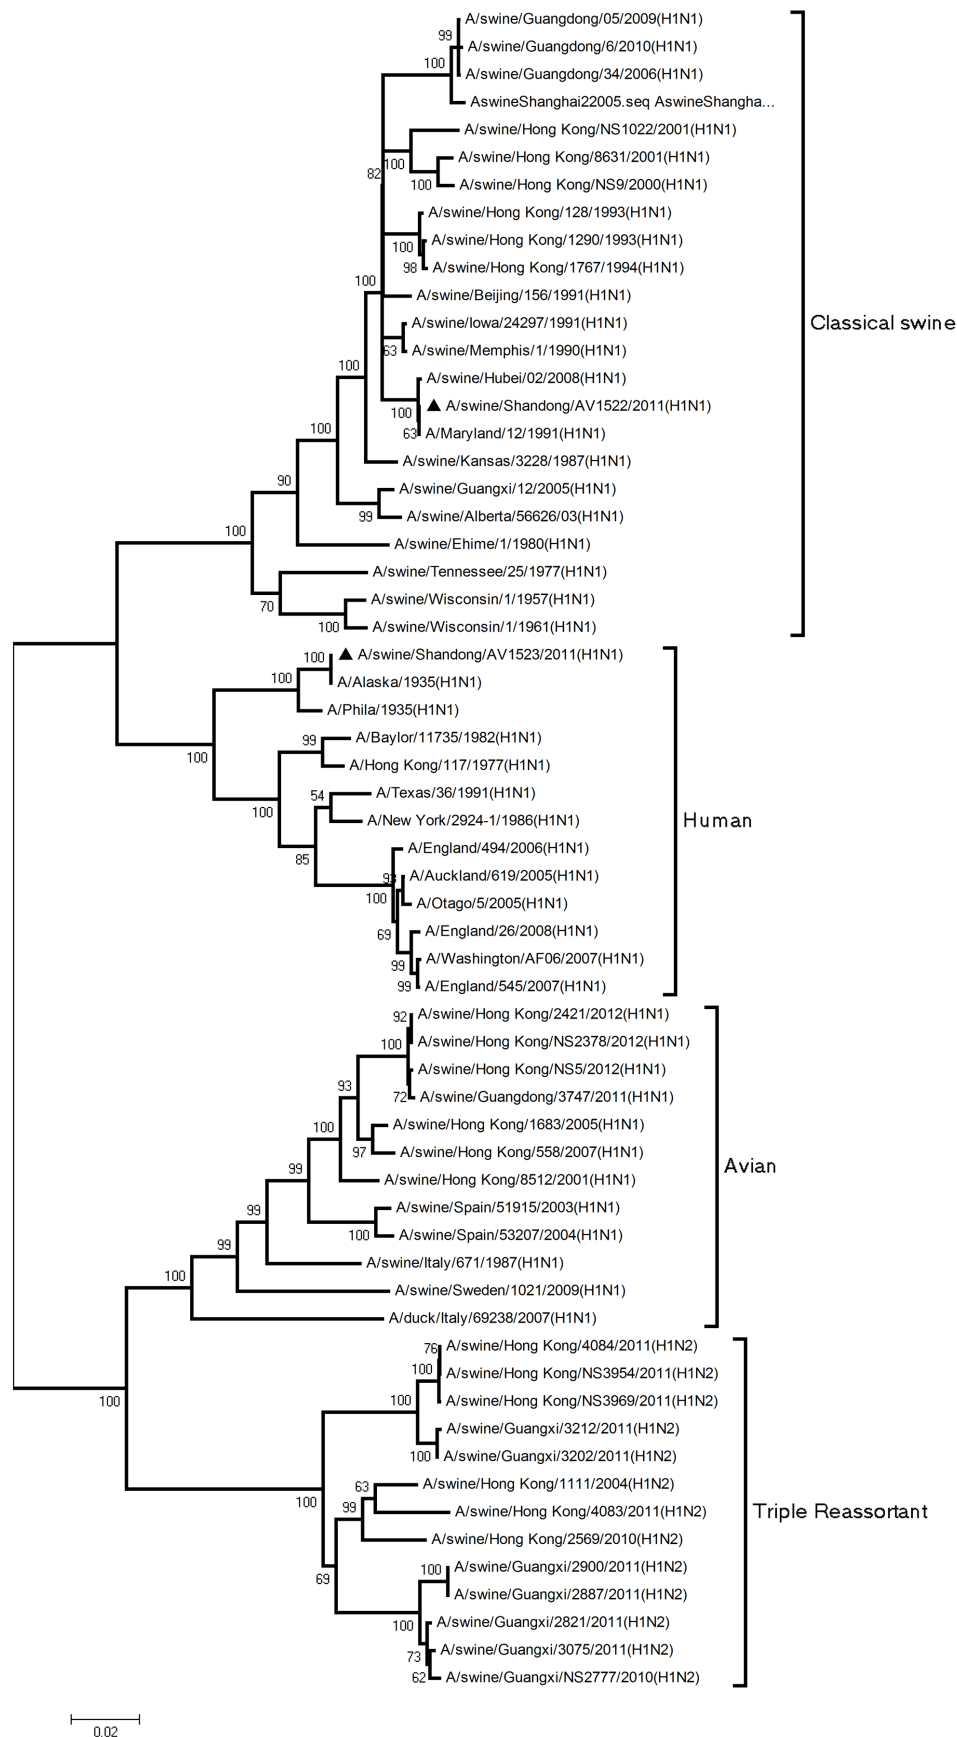 A/swine/Guangdong/05/2009(H1N1)
99
A/swine/Guangdong/6/2010(H1N1)
100
A/swine/Guangdong/34/2006(H1N1)
AswineShanghai22005.seq AswineShangha...
A/swine/Hong Kong/NS1022/2001(H1N1)
100
A/swine/Hong Kong/8631/2001(H1N1)
82
100
A/swine/Hong Kong/NS9/2000(H1N1)
A/swine/Hong Kong/128/1993(H1N1)
100
A/swine/Hong Kong/1290/1993(H1N1)
98
A/swine/Hong Kong/1767/1994(H1N1)
100
A/swine/Beijing/156/1991(H1N1)
A/swine/Iowa/24297/1991(H1N1)
Classical swine
63
A/swine/Memphis/1/1990(H1N1)
100
A/swine/Hubei/02/2008(H1N1)
100
▲ A/swine/Shandong/AV1522/2011(H1N1)
63
A/Maryland/12/1991(H1N1)
100
A/swine/Kansas/3228/1987(H1N1)
90
A/swine/Guangxi/12/2005(H1N1)
99
A/swine/Alberta/56626/03(H1N1)
100
A/swine/Ehime/1/1980(H1N1)
A/swine/Tennessee/25/1977(H1N1)
70
A/swine/Wisconsin/1/1957(H1N1)
100
A/swine/Wisconsin/1/1961(H1N1)
100
▲ A/swine/Shandong/AV1523/2011(H1N1)
100
A/Alaska/1935(H1N1)
A/Phila/1935(H1N1)
100
99
A/Baylor/11735/1982(H1N1)
A/Hong Kong/117/1977(H1N1)
100
54
A/Texas/36/1991(H1N1)
A/New York/2924-1/1986(H1N1)
Human
85
A/England/494/2006(H1N1)
93
A/Auckland/619/2005(H1N1)
100
A/Otago/5/2005(H1N1)
69
A/England/26/2008(H1N1)
99
A/Washington/AF06/2007(H1N1)
99
A/England/545/2007(H1N1)
92
A/swine/Hong Kong/2421/2012(H1N1)
100
A/swine/Hong Kong/NS2378/2012(H1N1)
A/swine/Hong Kong/NS5/2012(H1N1)
93
72
A/swine/Guangdong/3747/2011(H1N1)
100
A/swine/Hong Kong/1683/2005(H1N1)
97
A/swine/Hong Kong/558/2007(H1N1)
Avian
99
A/swine/Hong Kong/8512/2001(H1N1)
A/swine/Spain/51915/2003(H1N1)
99
100
A/swine/Spain/53207/2004(H1N1)
99
A/swine/Italy/671/1987(H1N1)
100
A/swine/Sweden/1021/2009(H1N1)
A/duck/Italy/69238/2007(H1N1)
76
A/swine/Hong Kong/4084/2011(H1N2)
100
A/swine/Hong Kong/NS3954/2011(H1N2)
100
100
A/swine/Hong Kong/NS3969/2011(H1N2)
A/swine/Guangxi/3212/2011(H1N2)
100
A/swine/Guangxi/3202/2011(H1N2)
63
A/swine/Hong Kong/1111/2004(H1N2)
100
99
A/swine/Hong Kong/4083/2011(H1N2)
Triple Reassortant
A/swine/Hong Kong/2569/2010(H1N2)
100
A/swine/Guangxi/2900/2011(H1N2)
69
A/swine/Guangxi/2887/2011(H1N2)
100
A/swine/Guangxi/2821/2011(H1N2)
73
A/swine/Guangxi/3075/2011(H1N2)
62
A/swine/Guangxi/NS2777/2010(H1N2)
0.02